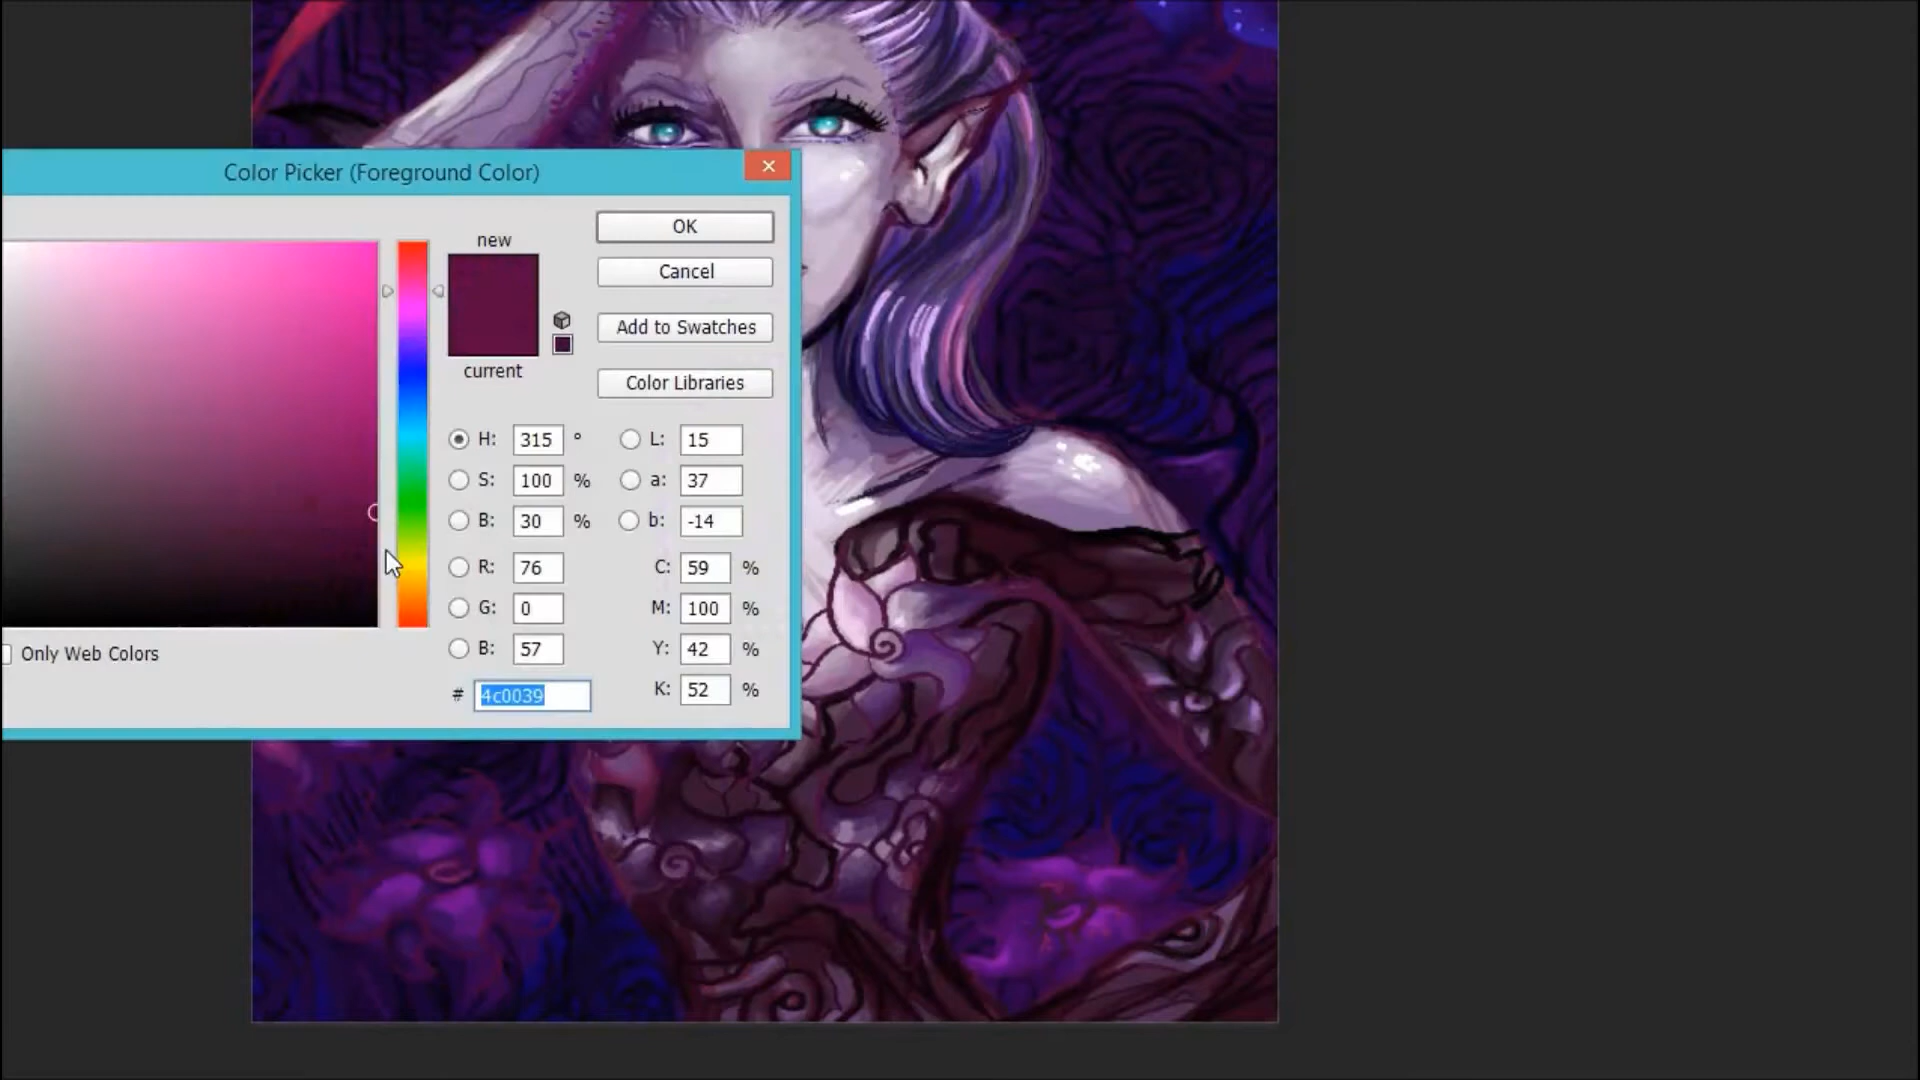 Color Picker (Foreground Color)
new
current
OK
Cancel
Add to Swatches
Color Libraries
H: 315 °
S: 100 %
B: 30 %
R: 76
G: 0
B: 57
# 4c0039
L: 15
a: 37
b: -14
C: 59 %
M: 100 %
Y: 42 %
K: 52 %
Only Web Colors